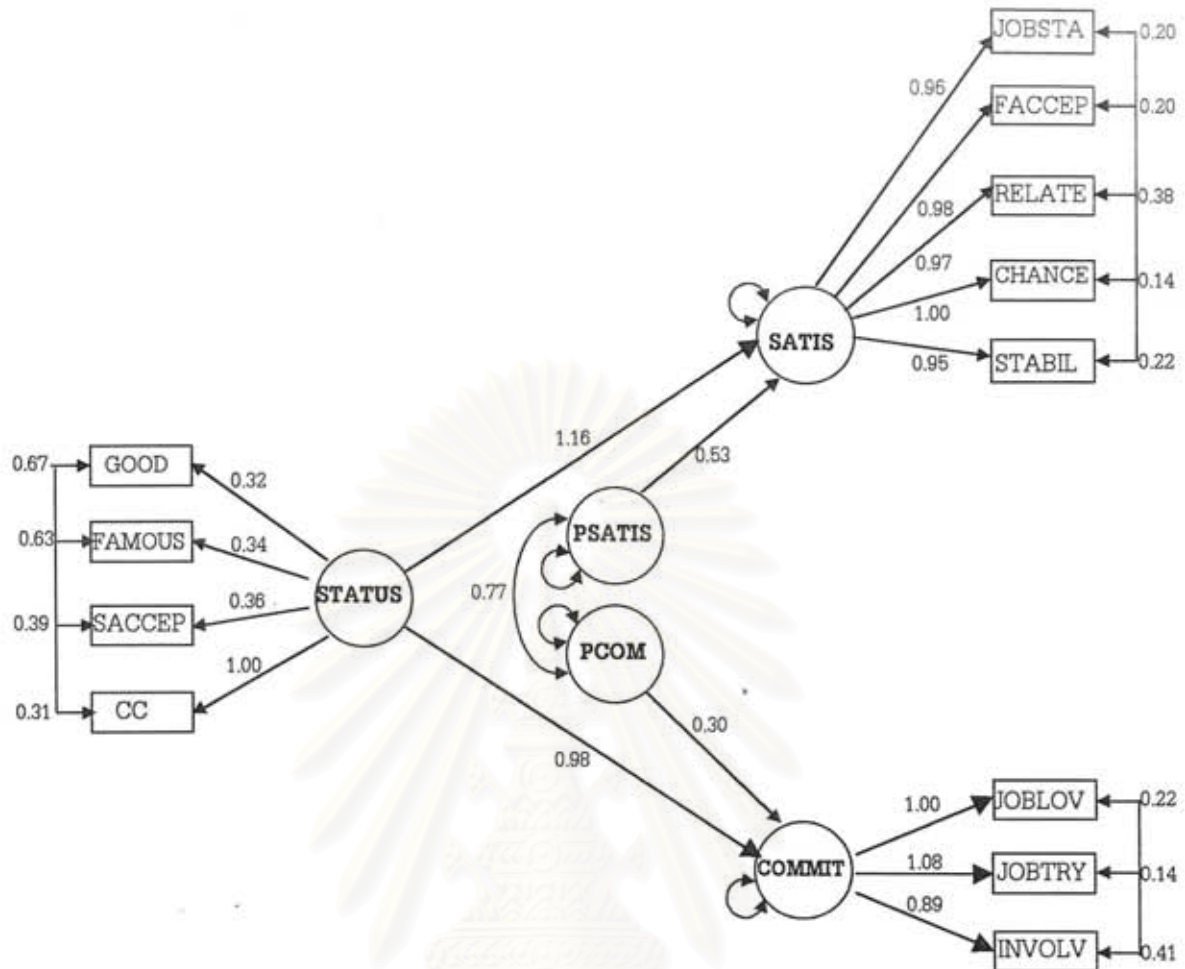 JOBSTA 0.20
0.95
FACCEP 0.20
RELATE 0.38
0.98
0.97
CHANCE 0.14
1.00
SATIS
STABIL 0.22
0.95
1.16
0.53
0.67 GOOD
0.32
PSATIS
0.63 FAMOUS
0.34
STATUS
0.77
0.36
0.39 SACCEP
PCOM
1.00
0.31 CC
0.30
0.98
JOBLOV 0.22
1.00
COMMIT
1.08
JOBTRY 0.14
0.89
INVOLV 0.41